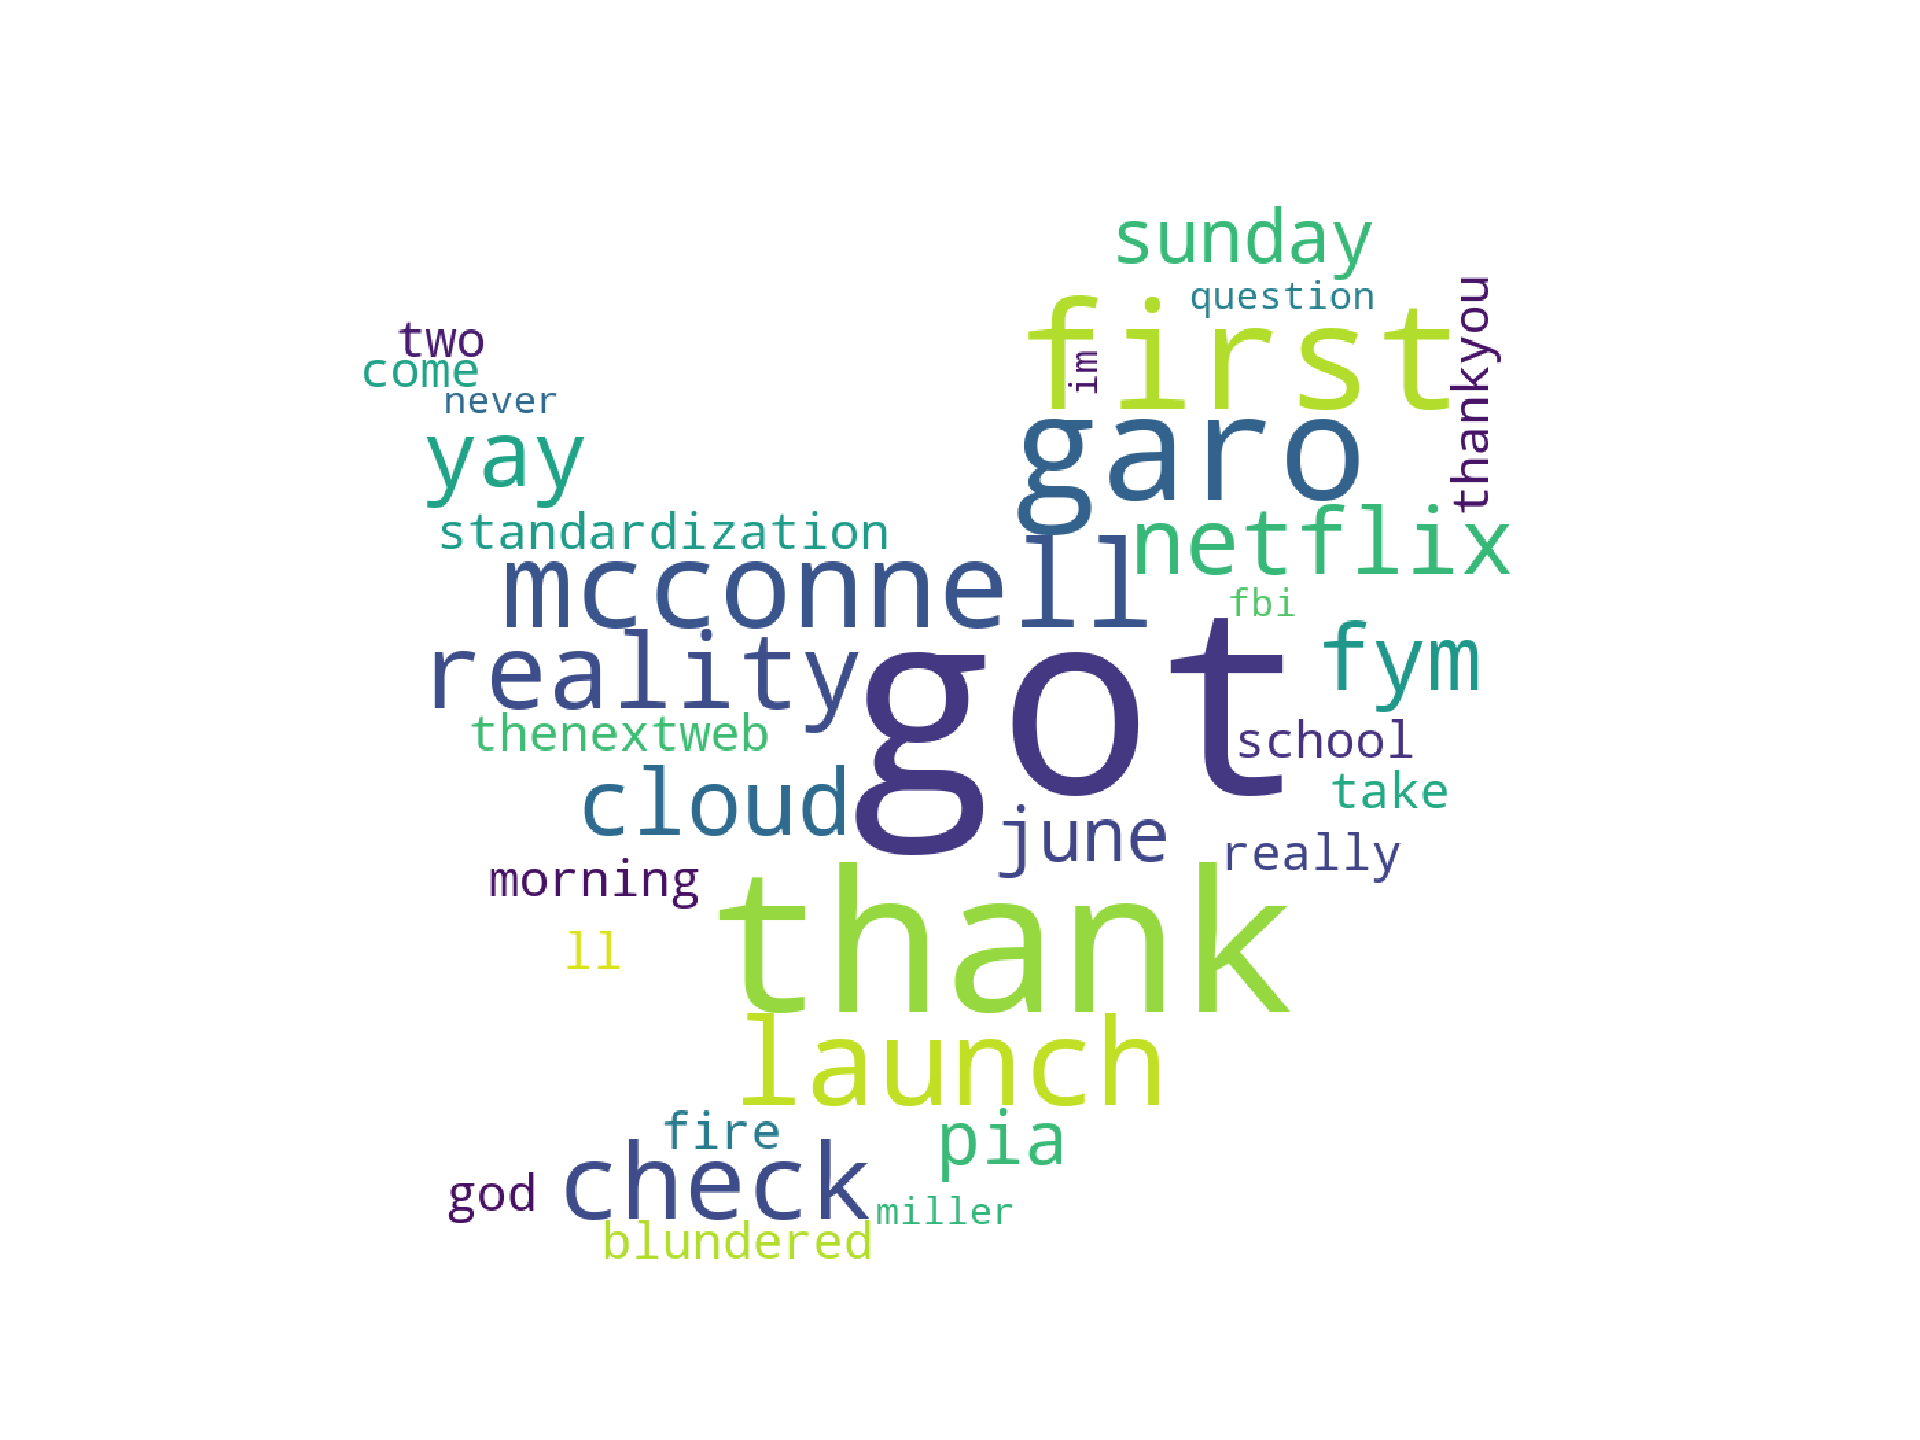 sunday
question
first
thankyou
two
im
come
never
garo
yay
standardization
netflix
mcconnell
fbi
reality
got
fym
thenextweb
school
cloud
take
june
really
morning
thank
ll
launch
fire
pia
check
god
miller
blundered